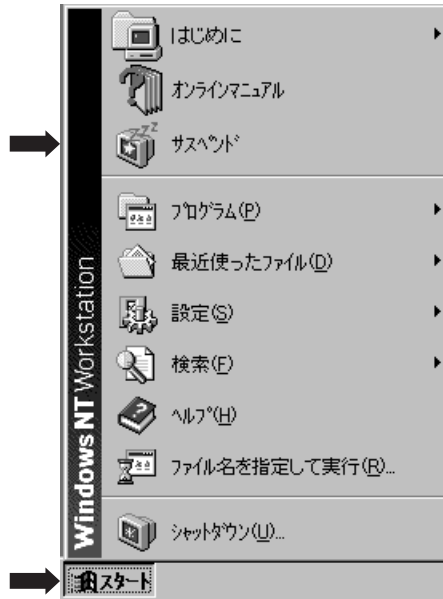 はじめに
オンラインマニュアル
サスペンド
プログラム(P)
最近使ったファイル(D)
設定(S)
検索(F)
ヘルプ(H)
ファイル名を指定して実行(R)...
シャットダウン(U)...
Windows NT Workstation
スタート